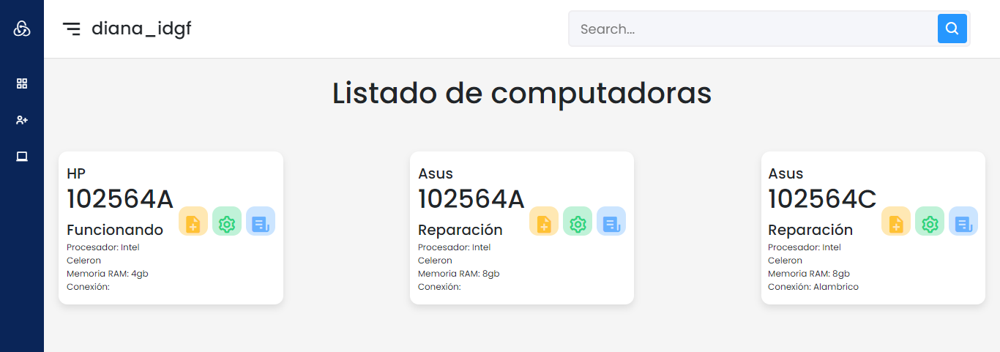 diana_idgf
Search...
Listado de computadoras
HP
102564A
Funcionando
Procesador: Intel
Celeron
Memoria RAM: 4gb
Conexión:
Asus
102564A
Reparación
Procesador: Intel
Celeron
Memoria RAM: 8gb
Conexión:
Asus
102564C
Reparación
Procesador: Intel
Celeron
Memoria RAM: 8gb
Conexión: Alambrico